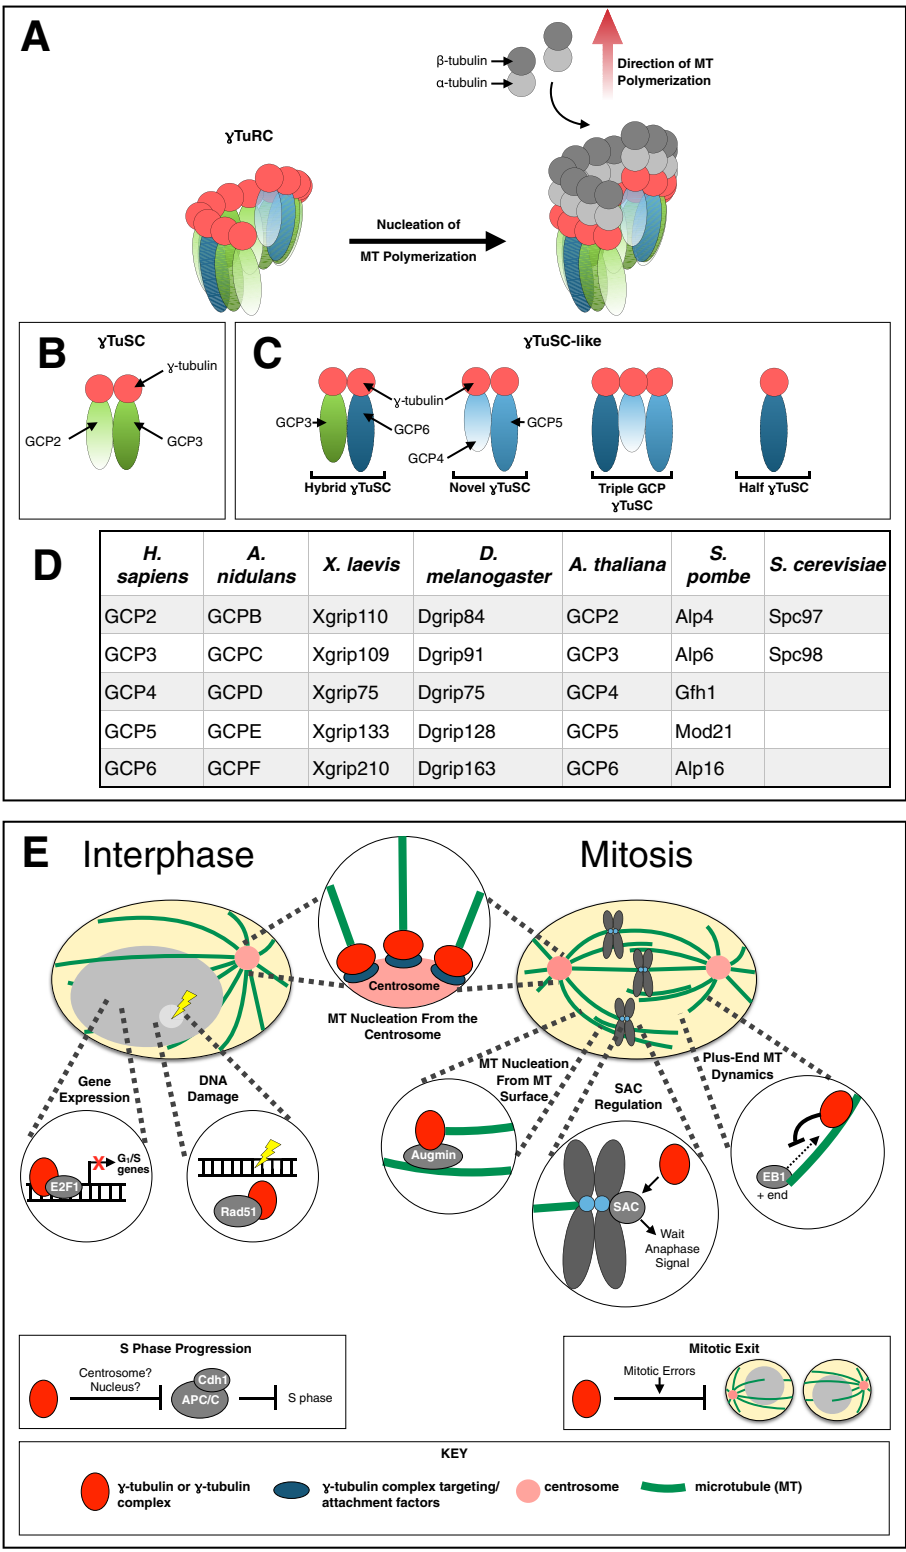 A
β-tubulin
α-tubulin
Direction of MT
Polymerization
ɣTuRC
Nucleation of
MT Polymerization
B
ɣTuSC
ɣ-tubulin
GCP2
GCP3
C
ɣTuSC-like
GCP3
ɣ-tubulin
GCP6
GCP4
GCP5
Hybrid ɣTuSC
Novel ɣTuSC
Triple GCP
ɣTuSC
Half ɣTuSC
D
H. sapiens A. nidulans X. laevis D. melanogaster A. thaliana S. pombe S. cerevisiae
GCP2 GCPB Xgrip110 Dgrip84 GCP2 Alp4 Spc97
GCP3 GCPC Xgrip109 Dgrip91 GCP3 Alp6 Spc98
GCP4 GCPD Xgrip75 Dgrip75 GCP4 Gfh1
GCP5 GCPE Xgrip133 Dgrip128 GCP5 Mod21
GCP6 GCPF Xgrip210 Dgrip163 GCP6 Alp16
E
Interphase
Mitosis
Centrosome
MT Nucleation From the
Centrosome
Gene
Expression
DNA
Damage
MT Nucleation
From MT
Surface
SAC
Regulation
Plus-End MT
Dynamics
X
G1/S
genes
E2F1
Rad51
Augmin
SAC
Wait
Anaphase
Signal
EB1
+ end
S Phase Progression
Centrosome?
Nucleus?
Cdh1
APC/C
S phase
Mitotic Exit
Mitotic Errors
KEY
ɣ-tubulin or ɣ-tubulin
complex
ɣ-tubulin complex targeting/
attachment factors
centrosome
microtubule (MT)